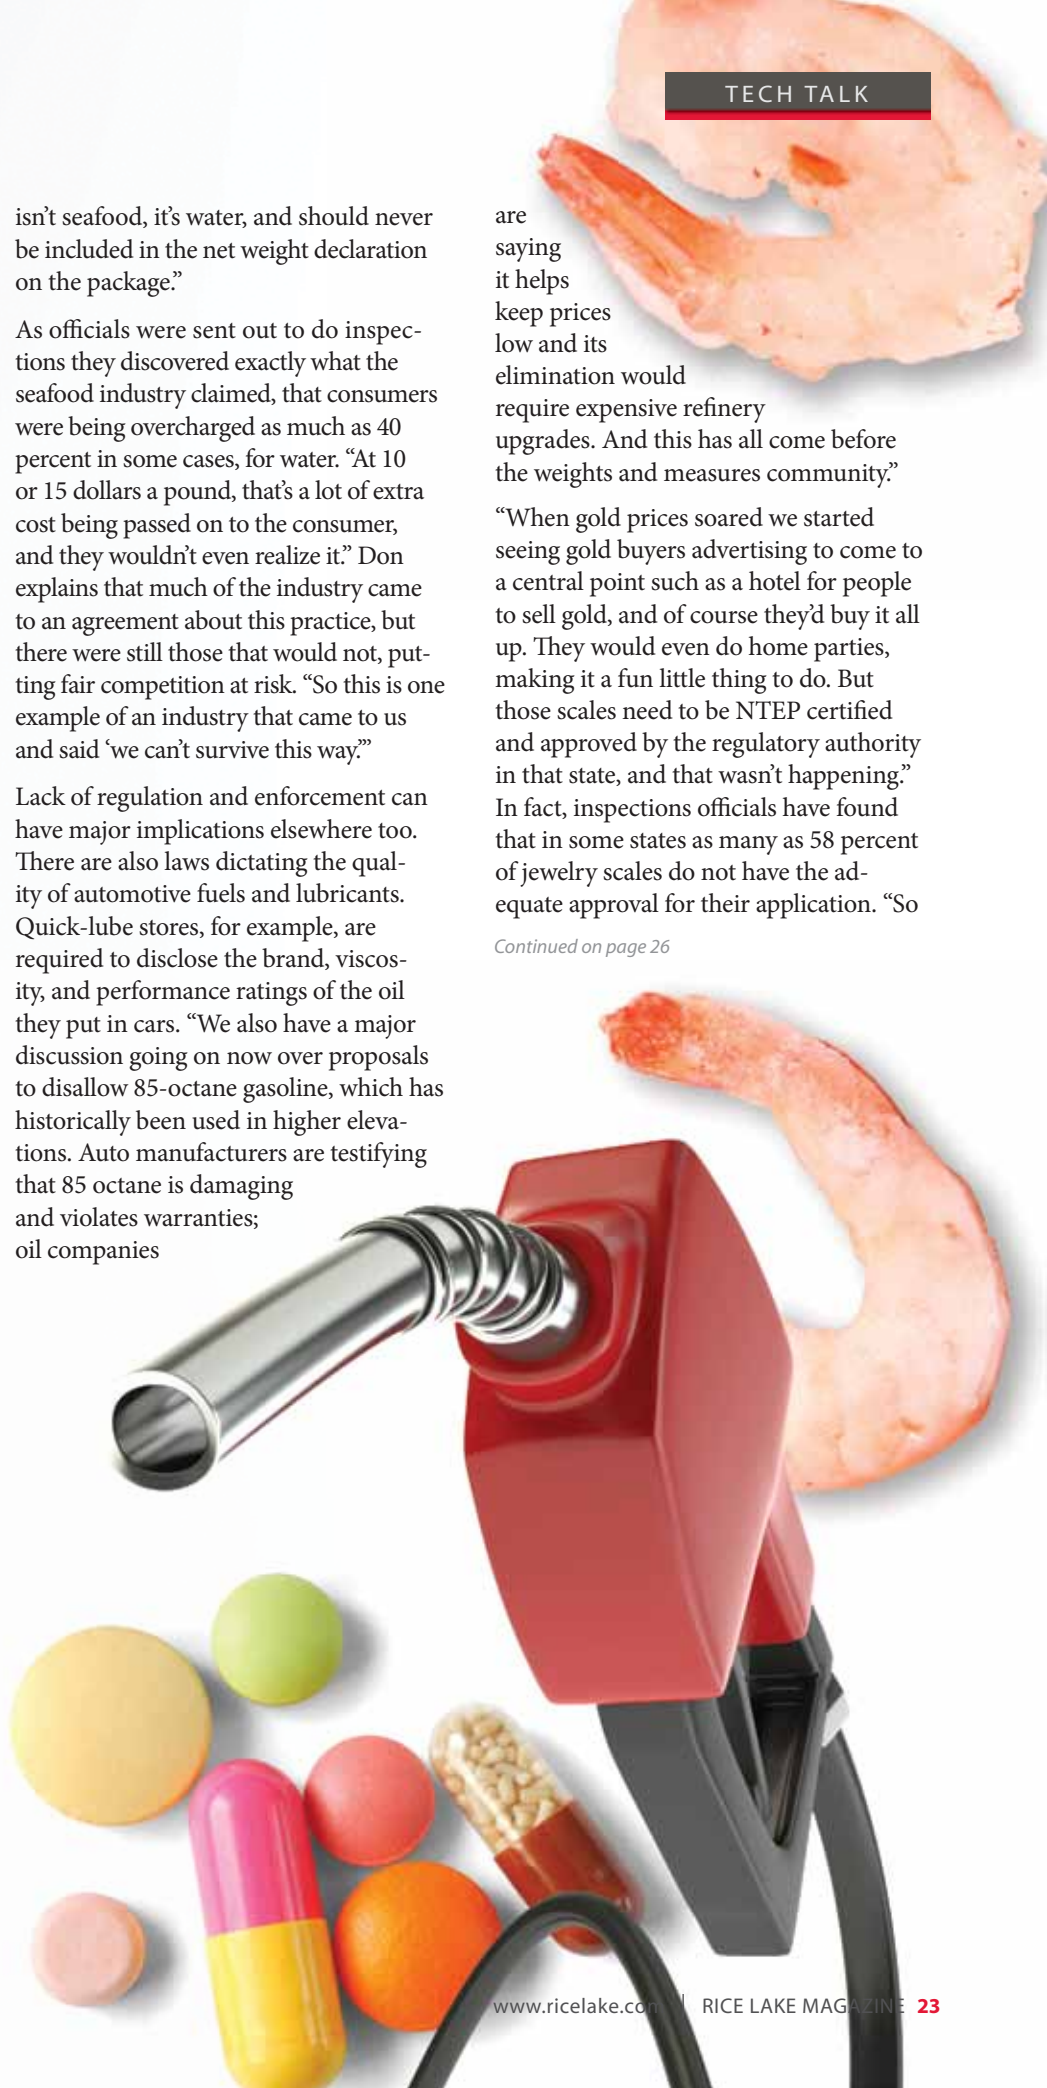 TECH TALK
isn’t seafood, it’s water, and should never
be included in the net weight declaration
on the package.”
As officials were sent out to do inspec-
tions they discovered exactly what the
seafood industry claimed, that consumers
were being overcharged as much as 40
percent in some cases, for water. “At 10
or 15 dollars a pound, that’s a lot of extra
cost being passed on to the consumer,
and they wouldn’t even realize it.” Don
explains that much of the industry came
to an agreement about this practice, but
there were still those that would not, put-
ting fair competition at risk. “So this is one
example of an industry that came to us
and said ‘we can’t survive this way.’”
Lack of regulation and enforcement can
have major implications elsewhere too.
There are also laws dictating the qual-
ity of automotive fuels and lubricants.
Quick-lube stores, for example, are
required to disclose the brand, viscos-
ity, and performance ratings of the oil
they put in cars. “We also have a major
discussion going on now over proposals
to disallow 85-octane gasoline, which has
historically been used in higher eleva-
tions. Auto manufacturers are testifying
that 85 octane is damaging
and violates warranties;
oil companies
are
saying
it helps
keep prices
low and its
elimination would
require expensive refinery
upgrades. And this has all come before
the weights and measures community.”
“When gold prices soared we started
seeing gold buyers advertising to come to
a central point such as a hotel for people
to sell gold, and of course they’d buy it all
up. They would even do home parties,
making it a fun little thing to do. But
those scales need to be NTEP certified
and approved by the regulatory authority
in that state, and that wasn’t happening.”
In fact, inspections officials have found
that in some states as many as 58 percent
of jewelry scales do not have the ad-
equate approval for their application. “So
Continued on page 26
www.ricelake.com | RICE LAKE MAGAZINE 23